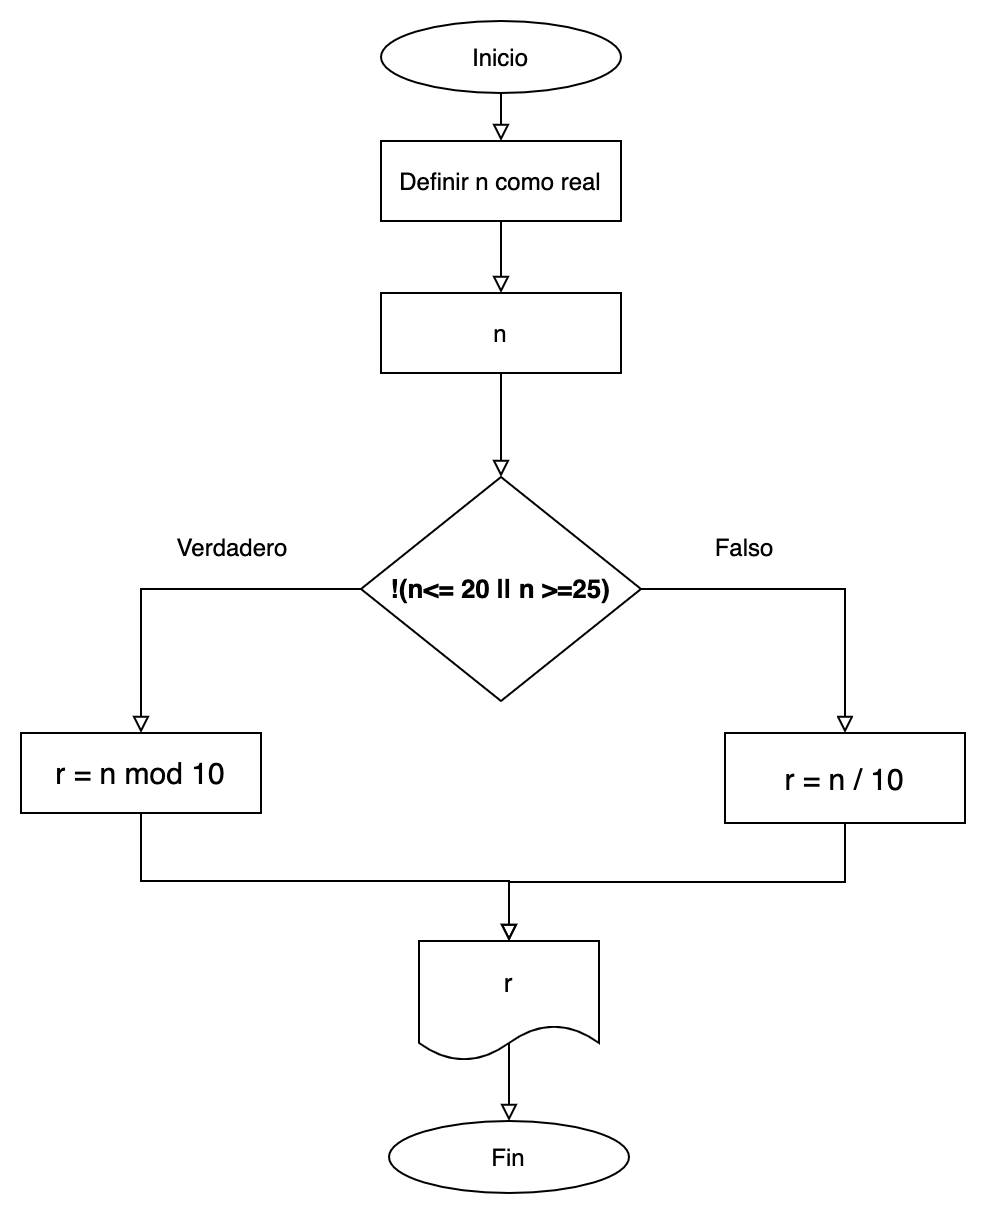 Inicio
Definir n como real
n
Verdadero
Falso
!(n<= 20 || n >=25)
r = n mod 10
r = n / 10
r
Fin